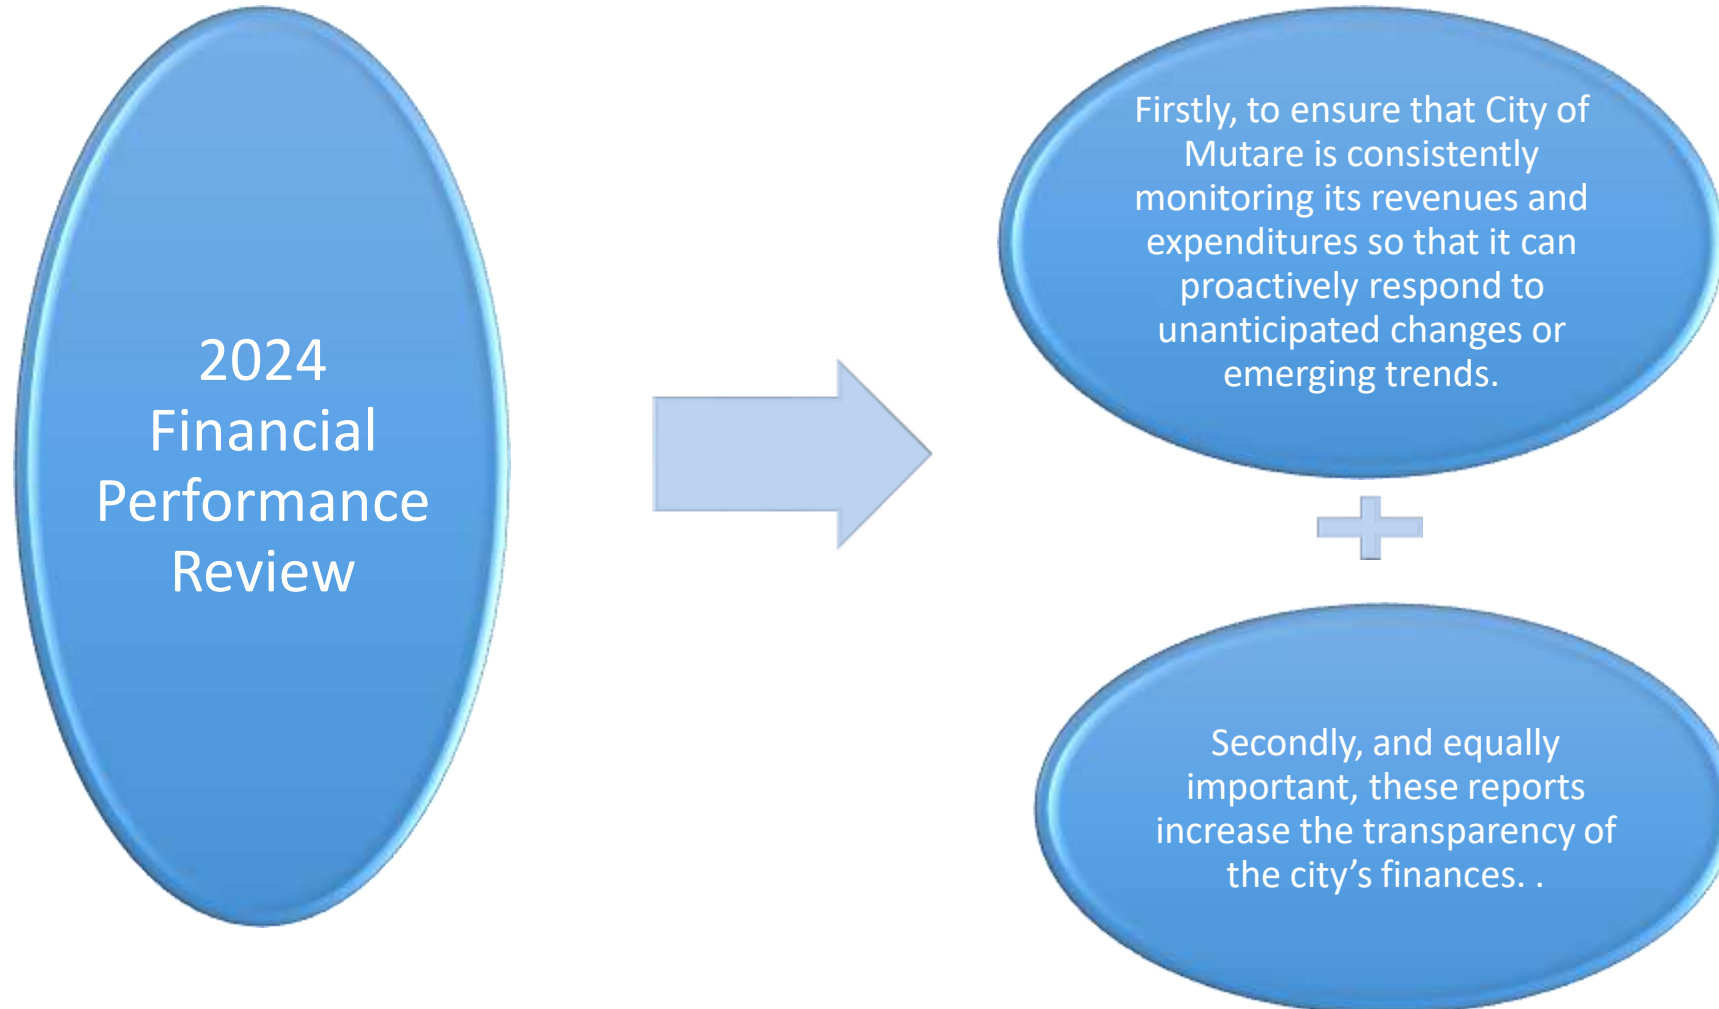 2024
Financial
Performance
Review
Firstly, to ensure that City of
Mutare is consistently
monitoring its revenues and
expenditures so that it can
proactively respond to
unanticipated changes or
emerging trends.
Secondly, and equally
important, these reports
increase the transparency of
the city’s finances. .